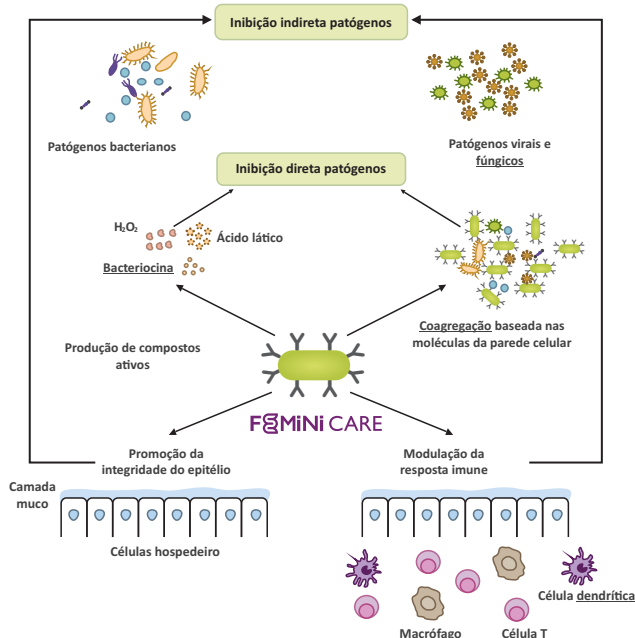 Inibição indireta patógenos
Patógenos bacterianos
Patógenos virais e
fúngicos
Inibição direta patógenos
H₂O₂
Ácido lático
Bacteriocina
Coagregação baseada nas
moléculas da parede celular
Produção de compostos
ativos
FEMiNi CARE
Promoção da
integridade do epitélio
Modulação da
resposta imune
Camada
muco
Célúlas hospedeiro
Célula dendrítica
Macrófago
Célula T